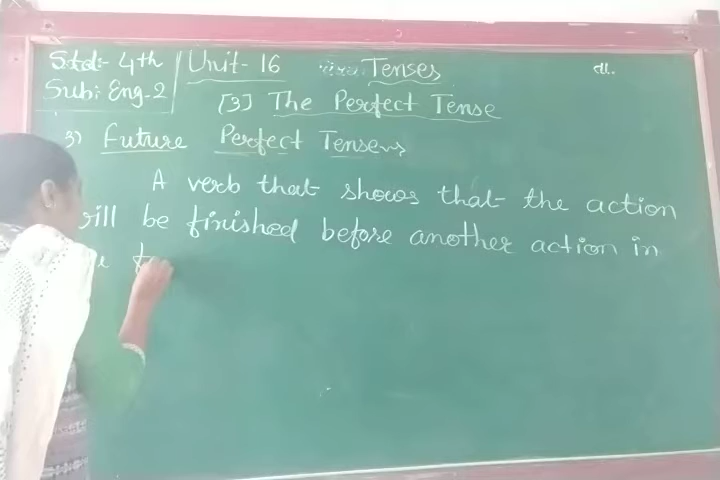 Std:- 4th
Sub: Eng-2
Unit- 16
Tenses
dt.
[3] The Perfect Tense
3) Future Perfect Tenses
A verb that shows that the action
will be finished before another action in